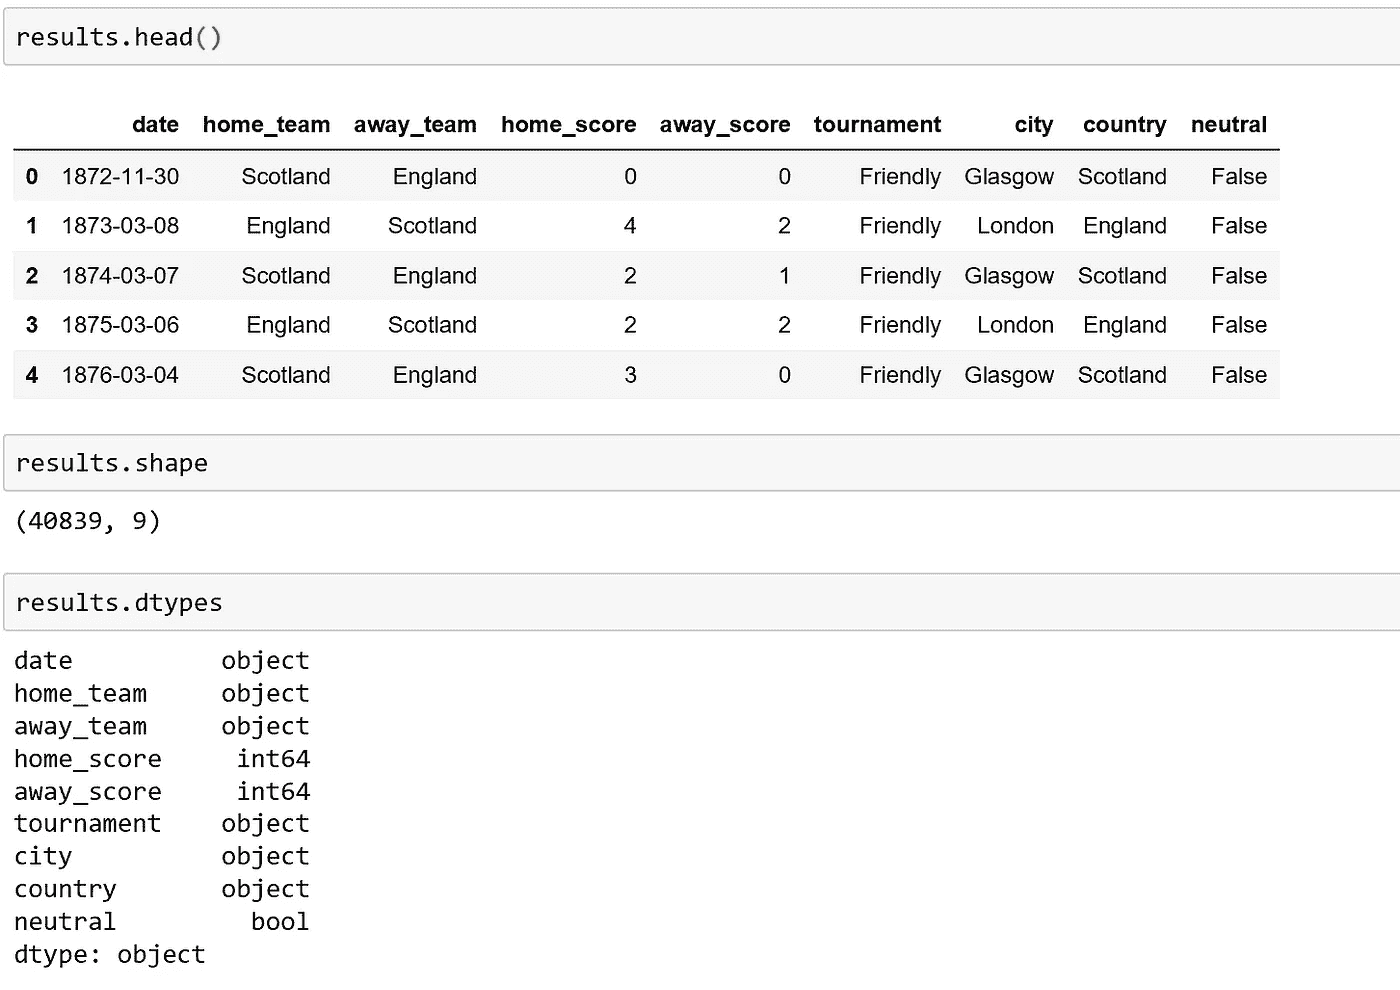 results.head()
date home_team away_team home_score away_score tournament city country neutral
0 1872-11-30 Scotland England 0 0 Friendly Glasgow Scotland False
1 1873-03-08 England Scotland 4 2 Friendly London England False
2 1874-03-07 Scotland England 2 1 Friendly Glasgow Scotland False
3 1875-03-06 England Scotland 2 2 Friendly London England False
4 1876-03-04 Scotland England 3 0 Friendly Glasgow Scotland False
results.shape
(40839, 9)
results.dtypes
date object
home_team object
away_team object
home_score int64
away_score int64
tournament object
city object
country object
neutral bool
dtype: object